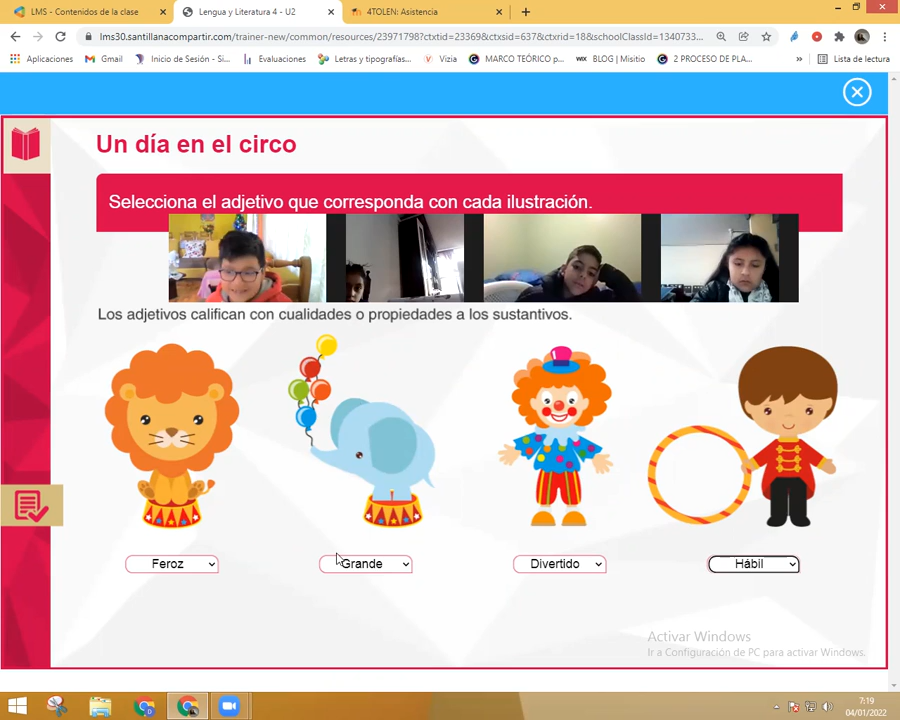 LMS - Contenidos de la clase
Lengua y Literatura 4 - U2
4TOLEN: Asistencia
lms30.santillanacompartir.com/trainer-new/common/resources/23971798?ctxtid=23369&ctxsid=637&ctxrid=18&schoolClassId=1340733...
Aplicaciones
Gmail
Inicio de Sesión - Si...
Evaluaciones
Letras y tipografías...
Vizia
MARCO TEÓRICO p...
WIX BLOG | Misitio
2 PROCESO DE PLA...
»
Lista de lectura
Un día en el circo
Selecciona el adjetivo que corresponda con cada ilustración.
Los adjetivos califican con cualidades o propiedades a los sustantivos.
Feroz
Grande
Divertido
Hábil
Activar Windows
Ir a Configuración de PC para activar Windows.
7:19
04/01/2022